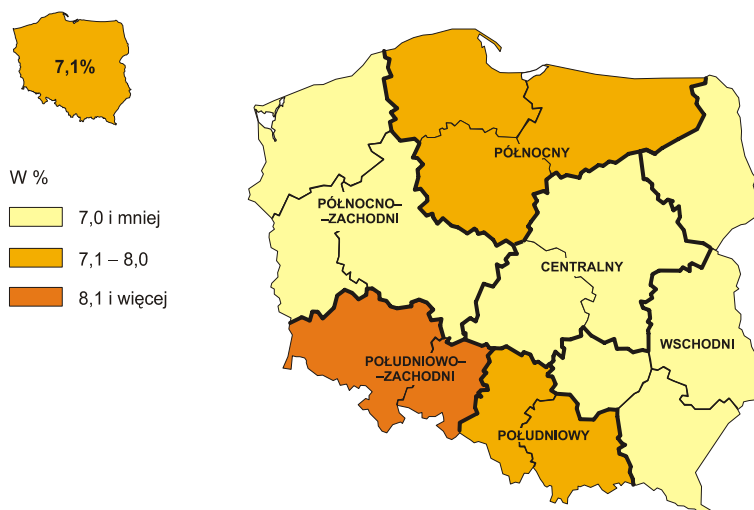 7,1%
W %
7,0 i mniej
7,1 – 8,0
8,1 i więcej
PÓŁNOCNY
PÓŁNOCNO–
–ZACHODNI
CENTRALNY
WSCHODNI
POŁUDNIOWO–
–ZACHODNI
POŁUDNIOWY